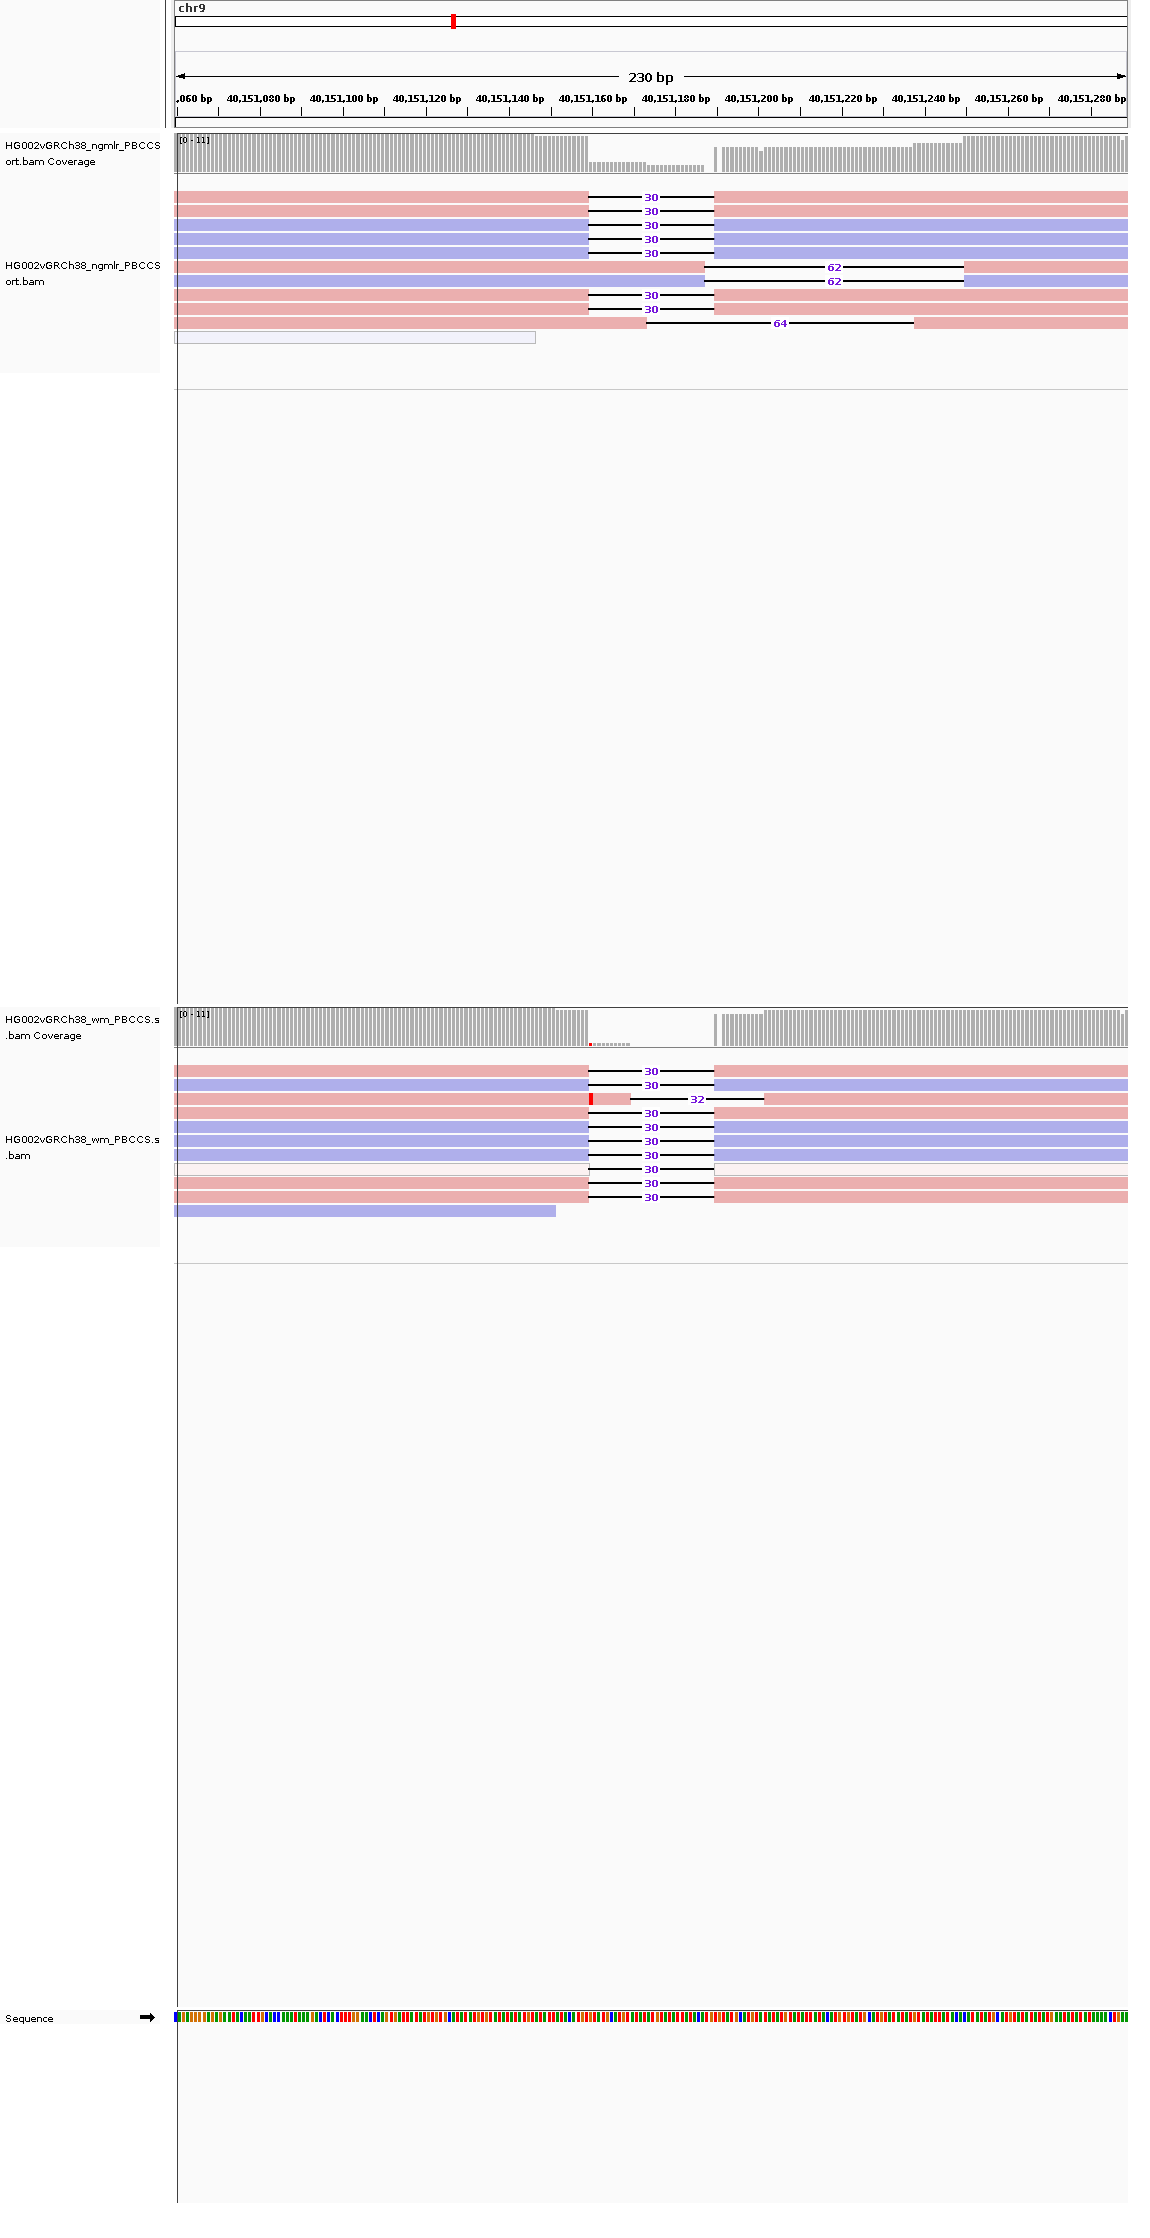 chr9
230 bp
,060 bp 40,151,080 bp 40,151,100 bp 40,151,120 bp 40,151,140 bp 40,151,160 bp 40,151,180 bp 40,151,200 bp 40,151,220 bp 40,151,240 bp 40,151,260 bp 40,151,280 bp
HG002vGRCh38_ngmlr_PBCCS
ort.bam Coverage
[0 - 11]
30
30
30
30
30
HG002vGRCh38_ngmlr_PBCCS
ort.bam
62
62
30
30
64
HG002vGRCh38_wm_PBCCS.s
.bam Coverage
[0 - 11]
30
30
32
30
30
HG002vGRCh38_wm_PBCCS.s
.bam
30
30
30
30
30
Sequence